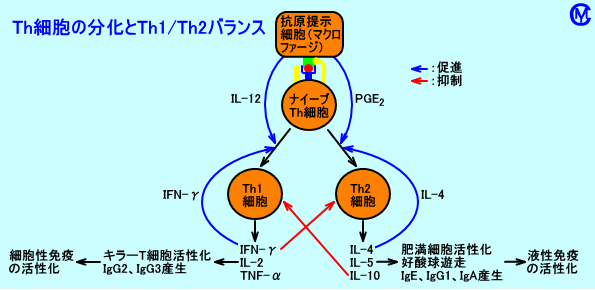 Th細胞の分化とTh1/Th2バランス
抗原提示
細胞(マクロ
ファージ)
:促進
:抑制
IL-12
PGE2
ナイーブ
Th細胞
IFN-γ
Th1
細胞
Th2
細胞
IL-4
IFN-γ
IL-2
TNF-α
キラーT細胞活性化
IgG2、IgG3産生
細胞性免疫
の活性化
IL-4
IL-5
IL-10
肥満細胞活性化
好酸球遊走
IgE、IgG1、IgA産生
液性免疫
の活性化